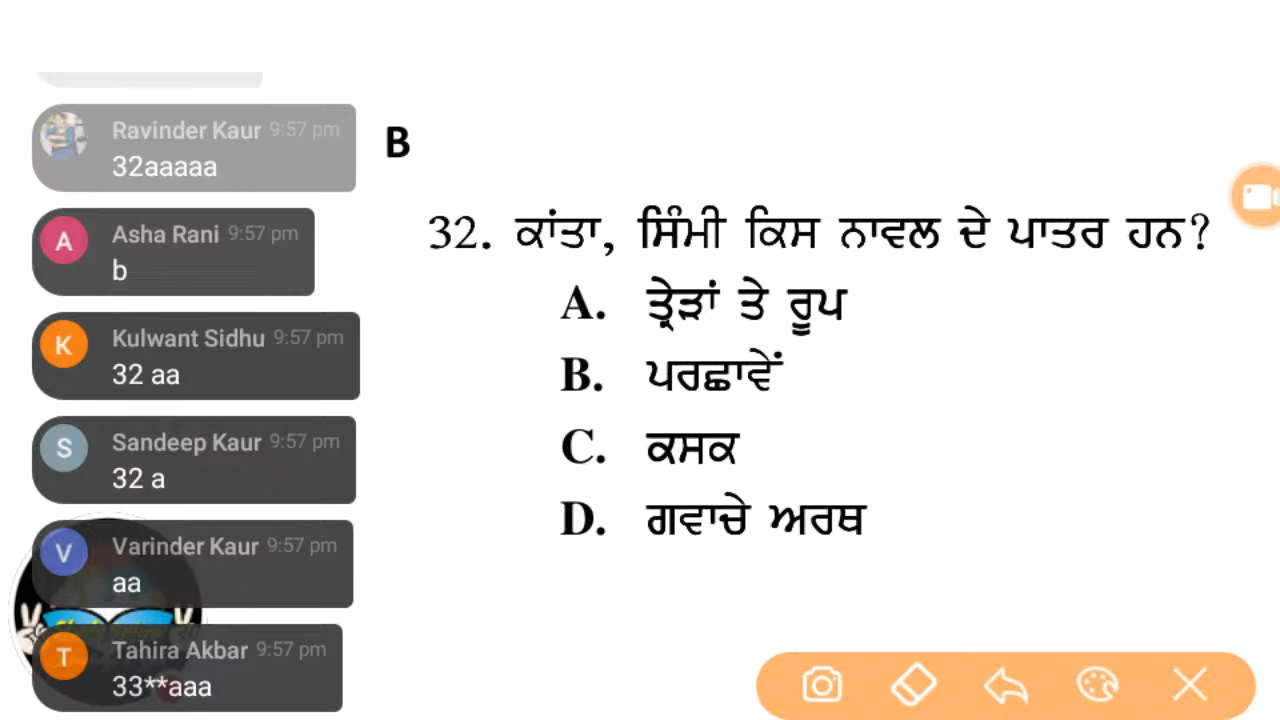 Ravinder Kaur 9:57 pm
32aaaaa
A
Asha Rani 9:57 pm
b
K
Kulwant Sidhu 9:57 pm
32 aa
S
Sandeep Kaur 9:57 pm
32 a
V
Varinder Kaur 9:57 pm
aa
T
Tahira Akbar 9:57 pm
33**aaa
B
32. ਕਾਂਤਾ, ਸਿੰਮੀ ਕਿਸ ਨਾਵਲ ਦੇ ਪਾਤਰ ਹਨ?
A. ਤ੍ਰੇੜਾਂ ਤੇ ਰੂਪ
B. ਪਰਛਾਵੇਂ
C. ਕਸਕ
D. ਗਵਾਚੇ ਅਰਥ